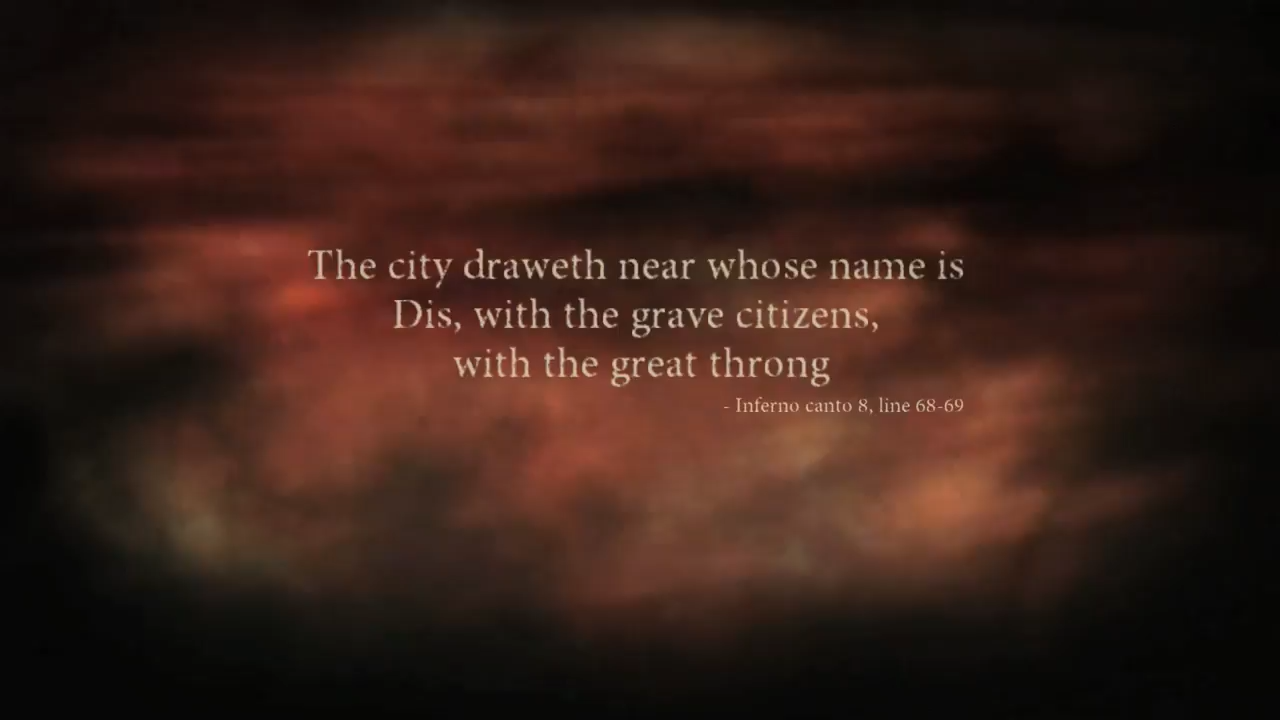 The city draweth near whose name is
Dis, with the grave citizens,
with the great throng
- Inferno canto 8, line 68-69